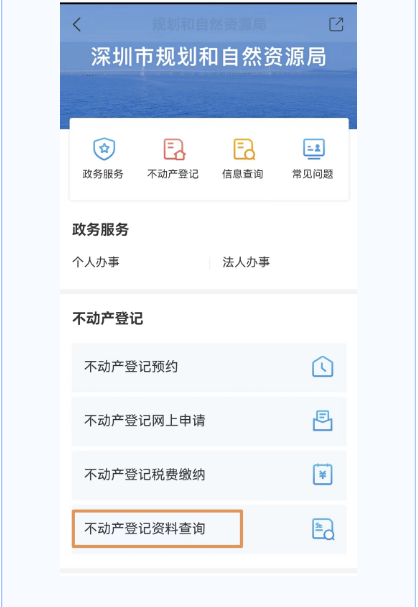 规划和自然资源局
深圳市规划和自然资源局
政务服务
不动产登记
信息查询
常见问题
政务服务
个人办事
法人办事
不动产登记
不动产登记预约
不动产登记网上申请
不动产登记税费缴纳
不动产登记资料查询